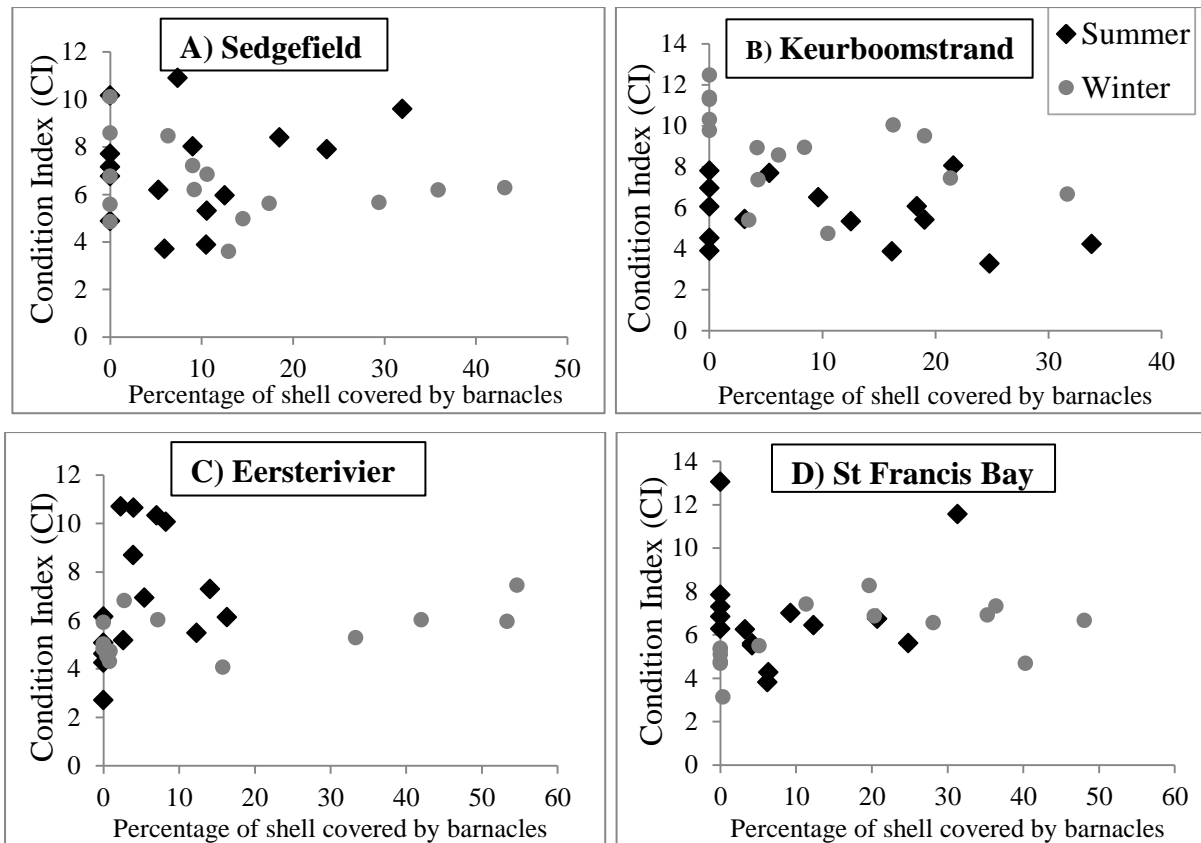 A) Sedgefield
Condition Index (CI)
12
10
8
6
4
2
0
0 10 20 30 40 50
Percentage of shell covered by barnacles
B) Keurboomstrand
Summer
Winter
Condition Index (CI)
14
12
10
8
6
4
2
0
0 10 20 30 40
Percentage of shell covered by barnacles
C) Eersterivier
Condition Index (CI)
12
10
8
6
4
2
0
0 10 20 30 40 50 60
Percentage of shell covered by barnacles
D) St Francis Bay
Condition Index (CI)
14
12
10
8
6
4
2
0
0 10 20 30 40 50 60
Percentage of shell covered by barnacles